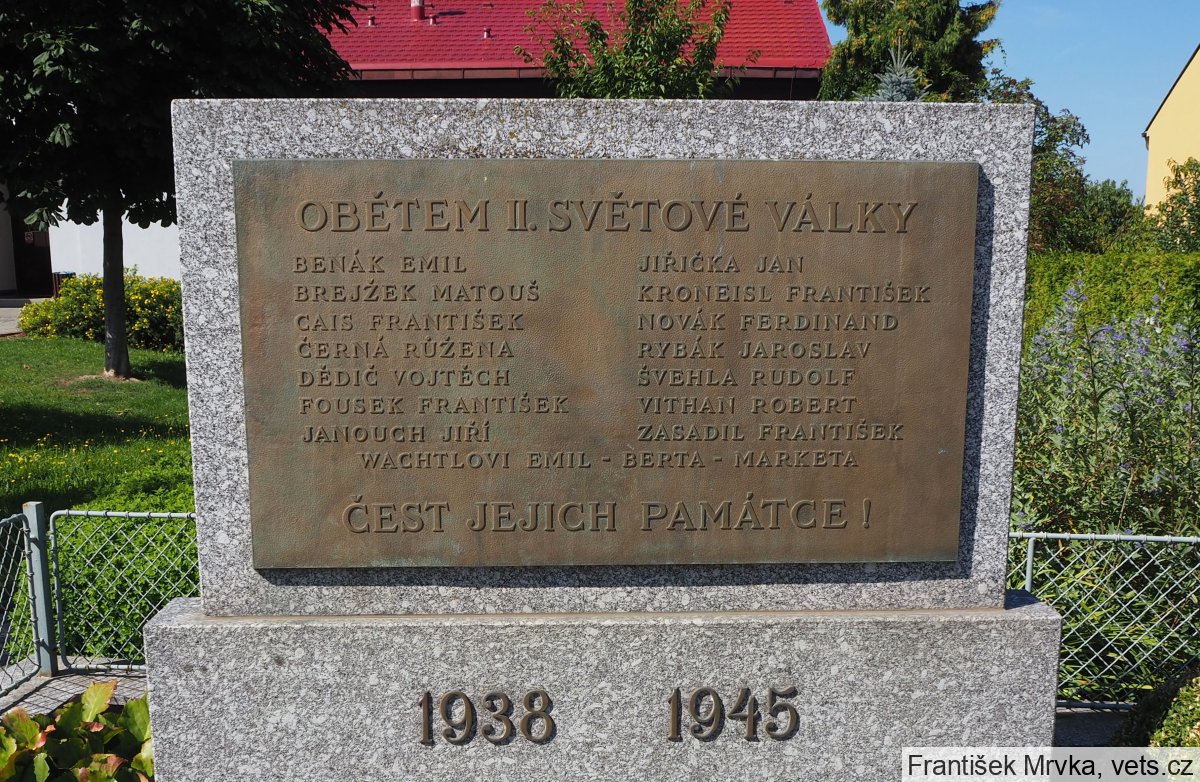 OBĚTEM II. SVĚTOVÉ VÁLKY
BENÁK EMIL
BREJŽEK MATOUŠ
CAIS FRANTIŠEK
ČERNÁ RŮŽENA
DĚDIČ VOJTĚCH
FOUSEK FRANTIŠEK
JANOUCH JIŘÍ
JIŘIČKA JAN
KRONEISL FRANTIŠEK
NOVÁK FERDINAND
RYBÁK JAROSLAV
ŠVEHLA RUDOLF
VITHAN ROBERT
ZASADIL FRANTIŠEK
WACHTLOVI EMIL - BERTA - MARKETA
ČEST JEJICH PAMÁTCE !
1938 1945
František Mrvka, vets.cz